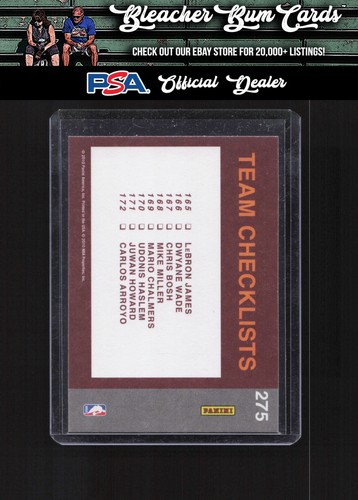 Bleacher Bum Cards
CHECK OUT OUR EBAY STORE FOR 20,000+ LISTINGS!
PSA Official Dealer
TEAM CHECKLISTS
275
165 LeBRON JAMES
166 DWYANE WADE
167 CHRIS BOSH
168 MIKE MILLER
169 MARIO CHALMERS
170 UDONIS HASLEM
171 JUWAN HOWARD
172 CARLOS ARROYO
PANINI